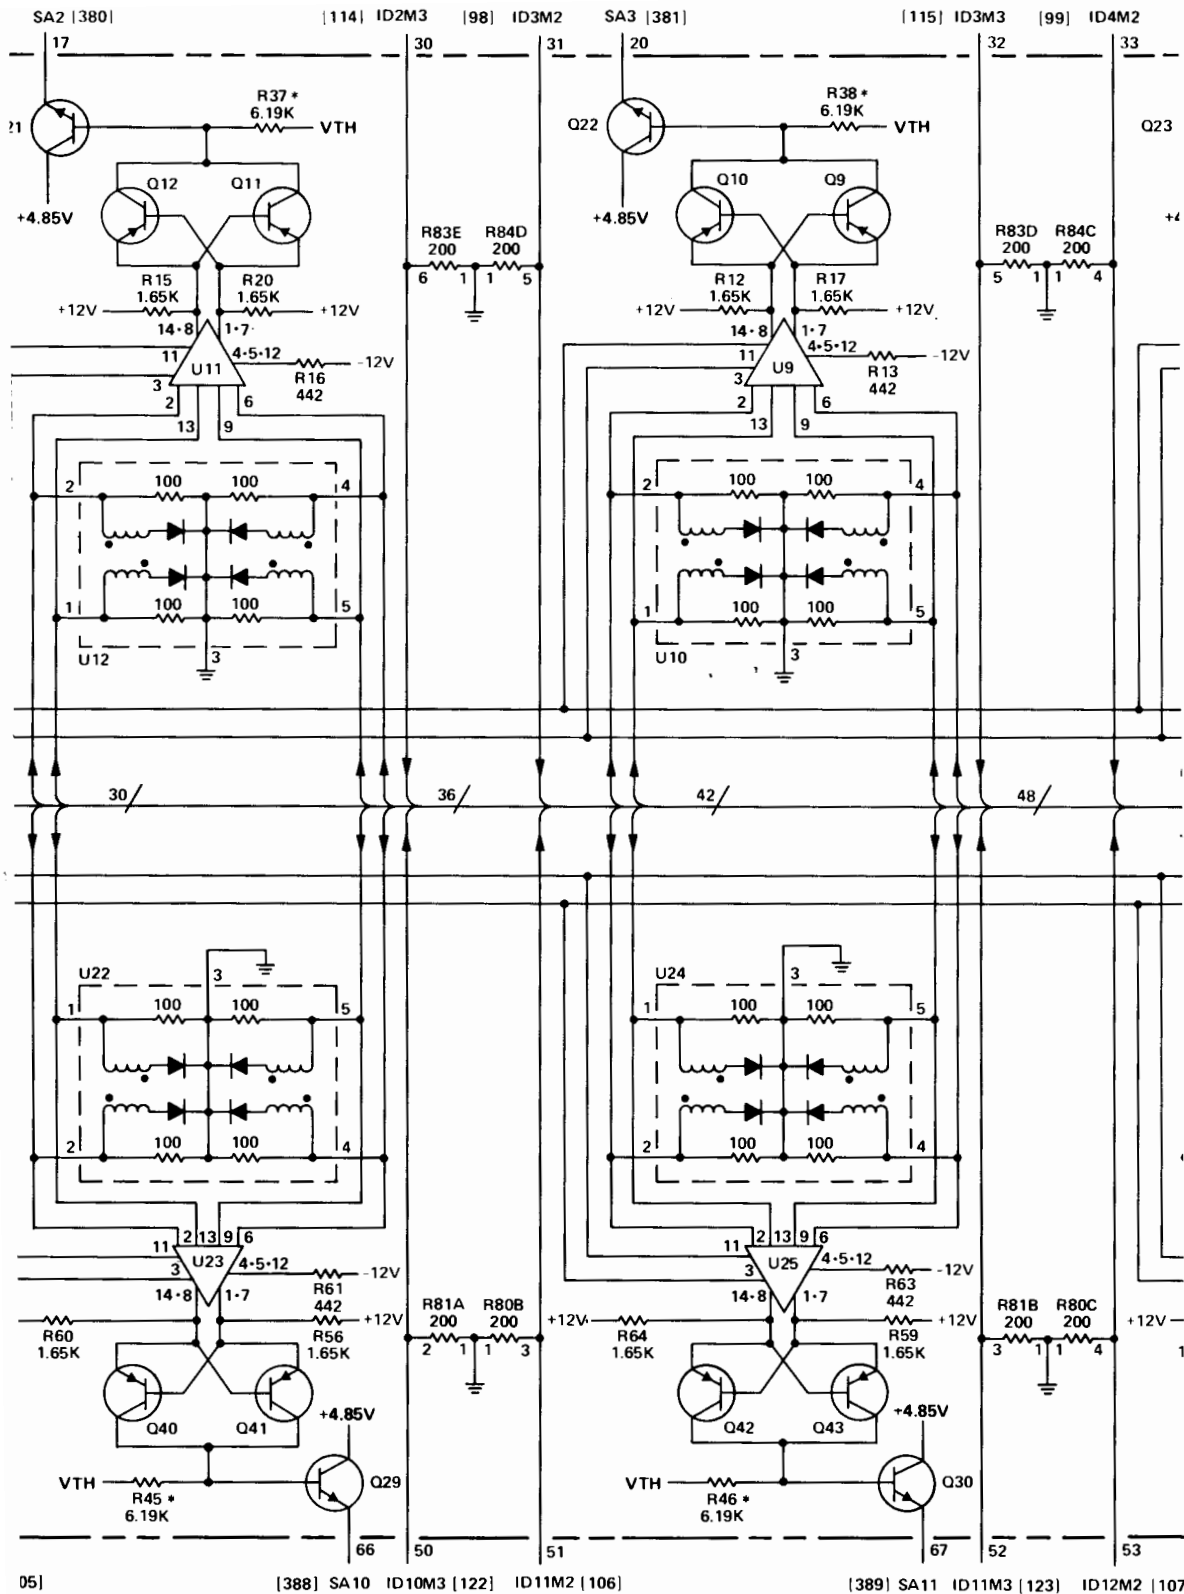 SA2 [380] [114] ID2M3 [98] ID3M2 SA3 [381] [115] ID3M3 [99] ID4M2
17 30 31 20 32 33
R37 * R38 *
6.19K 6.19K
21 VTH Q22 VTH Q23
Q12 Q11 Q10 Q9
+4.85V +4.85V
R83E R84D R83D R84C
200 200 200 200
6 1 1 5 5 1 1 4
R15 R20 R12 R17
1.65K 1.65K 1.65K 1.65K
+12V +12V +12V +12V
14·8 1·7 14·8 1·7
11 4·5·12 -12V 11 4·5·12 -12V
U11 U9
3 R16 3 R13
442 442
2 6 2 6
13 9 13 9
100 100 100 100
2 4 2 4
100 100 100 100
1 5 1 5
U12 3 U10 3
30 36 42 48
U22 3 U24 3
100 100 100 100
1 5 1 5
100 100 100 100
2 4 2 4
2 13 9 6 2 13 9 6
11 U23 4·5·12 -12V 11 U25 4·5·12 -12V
3 R61 3 R63
14·8 1·7 442 14·8 1·7 442
R81A R80B R81B R80C
200 200 200 200
+12V +12V +12V +12V
R60 R56 2 1 1 3 R64 R59 3 1 1 4
1.65K 1.65K 1.65K 1.65K
Q40 Q41 +4.85V Q42 Q43 +4.85V
VTH Q29 VTH Q30
R45 * R46 *
6.19K 6.19K
66 50 51 67 52 53
05] [388] SA10 ID10M3 [122] ID11M2 [106] [389] SA11 ID11M3 [123] ID12M2 [107